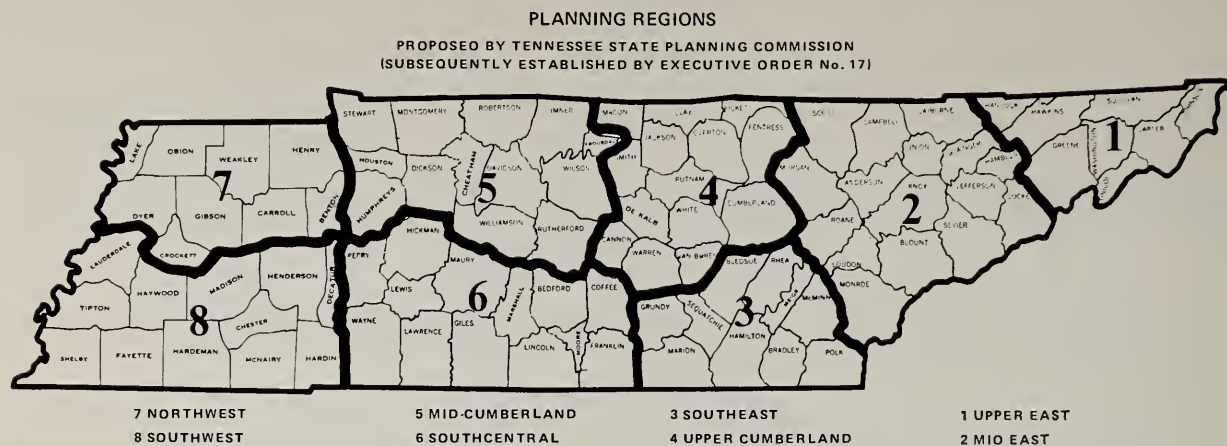 PLANNING REGIONS
PROPOSED BY TENNESSEE STATE PLANNING COMMISSION
(SUBSEQUENTLY ESTABLISHED BY EXECUTIVE ORDER No. 17)
LAKE
OBION
WEAKLEY
HENRY
7
DYER
GIBSON
CARROLL
BENTON
CROCKETT
LAUDERDALE
HAYWOOD
MADISON
HENDERSON
DECATUR
TIPTON
8
CHESTER
SHELBY
FAYETTE
HARDEMAN
MCNAIRY
HARDIN
STEWART
MONTGOMERY
ROBERTSON
HOUSTON
DICKSON
CHEATHAM
DAVIDSON
WILSON
5
HUMPHREYS
WILLIAMSON
RUTHERFORD
HICKMAN
PERRY
MAURY
LEWIS
6
MARSHALL
BEDFORD
COFFEE
WAYNE
LAWRENCE
GILES
LINCOLN
MOORE
FRANKLIN
MACON
CLAY
JACKSON
FENTRESS
PUTNAM
4
DE KALB
WHITE
CUMBERLAND
CANNON
WARREN
VAN BUREN
BLEDSOE
RHEA
GRUNDY
SEQUATCHIE
3
HAMILTON
MEIGS
McMINN
MARION
BRADLEY
POLK
CAMPBELL
MORGAN
UNION
ANDERSON
JEFFERSON
ROANE
2
SEVIER
BLOUNT
LOUDON
MONROE
HAWKINS
GREENE
WASHINGTON
1
7 NORTHWEST
8 SOUTHWEST
5 MID-CUMBERLAND
6 SOUTHCENTRAL
3 SOUTHEAST
4 UPPER CUMBERLAND
1 UPPER EAST
2 MIO EAST